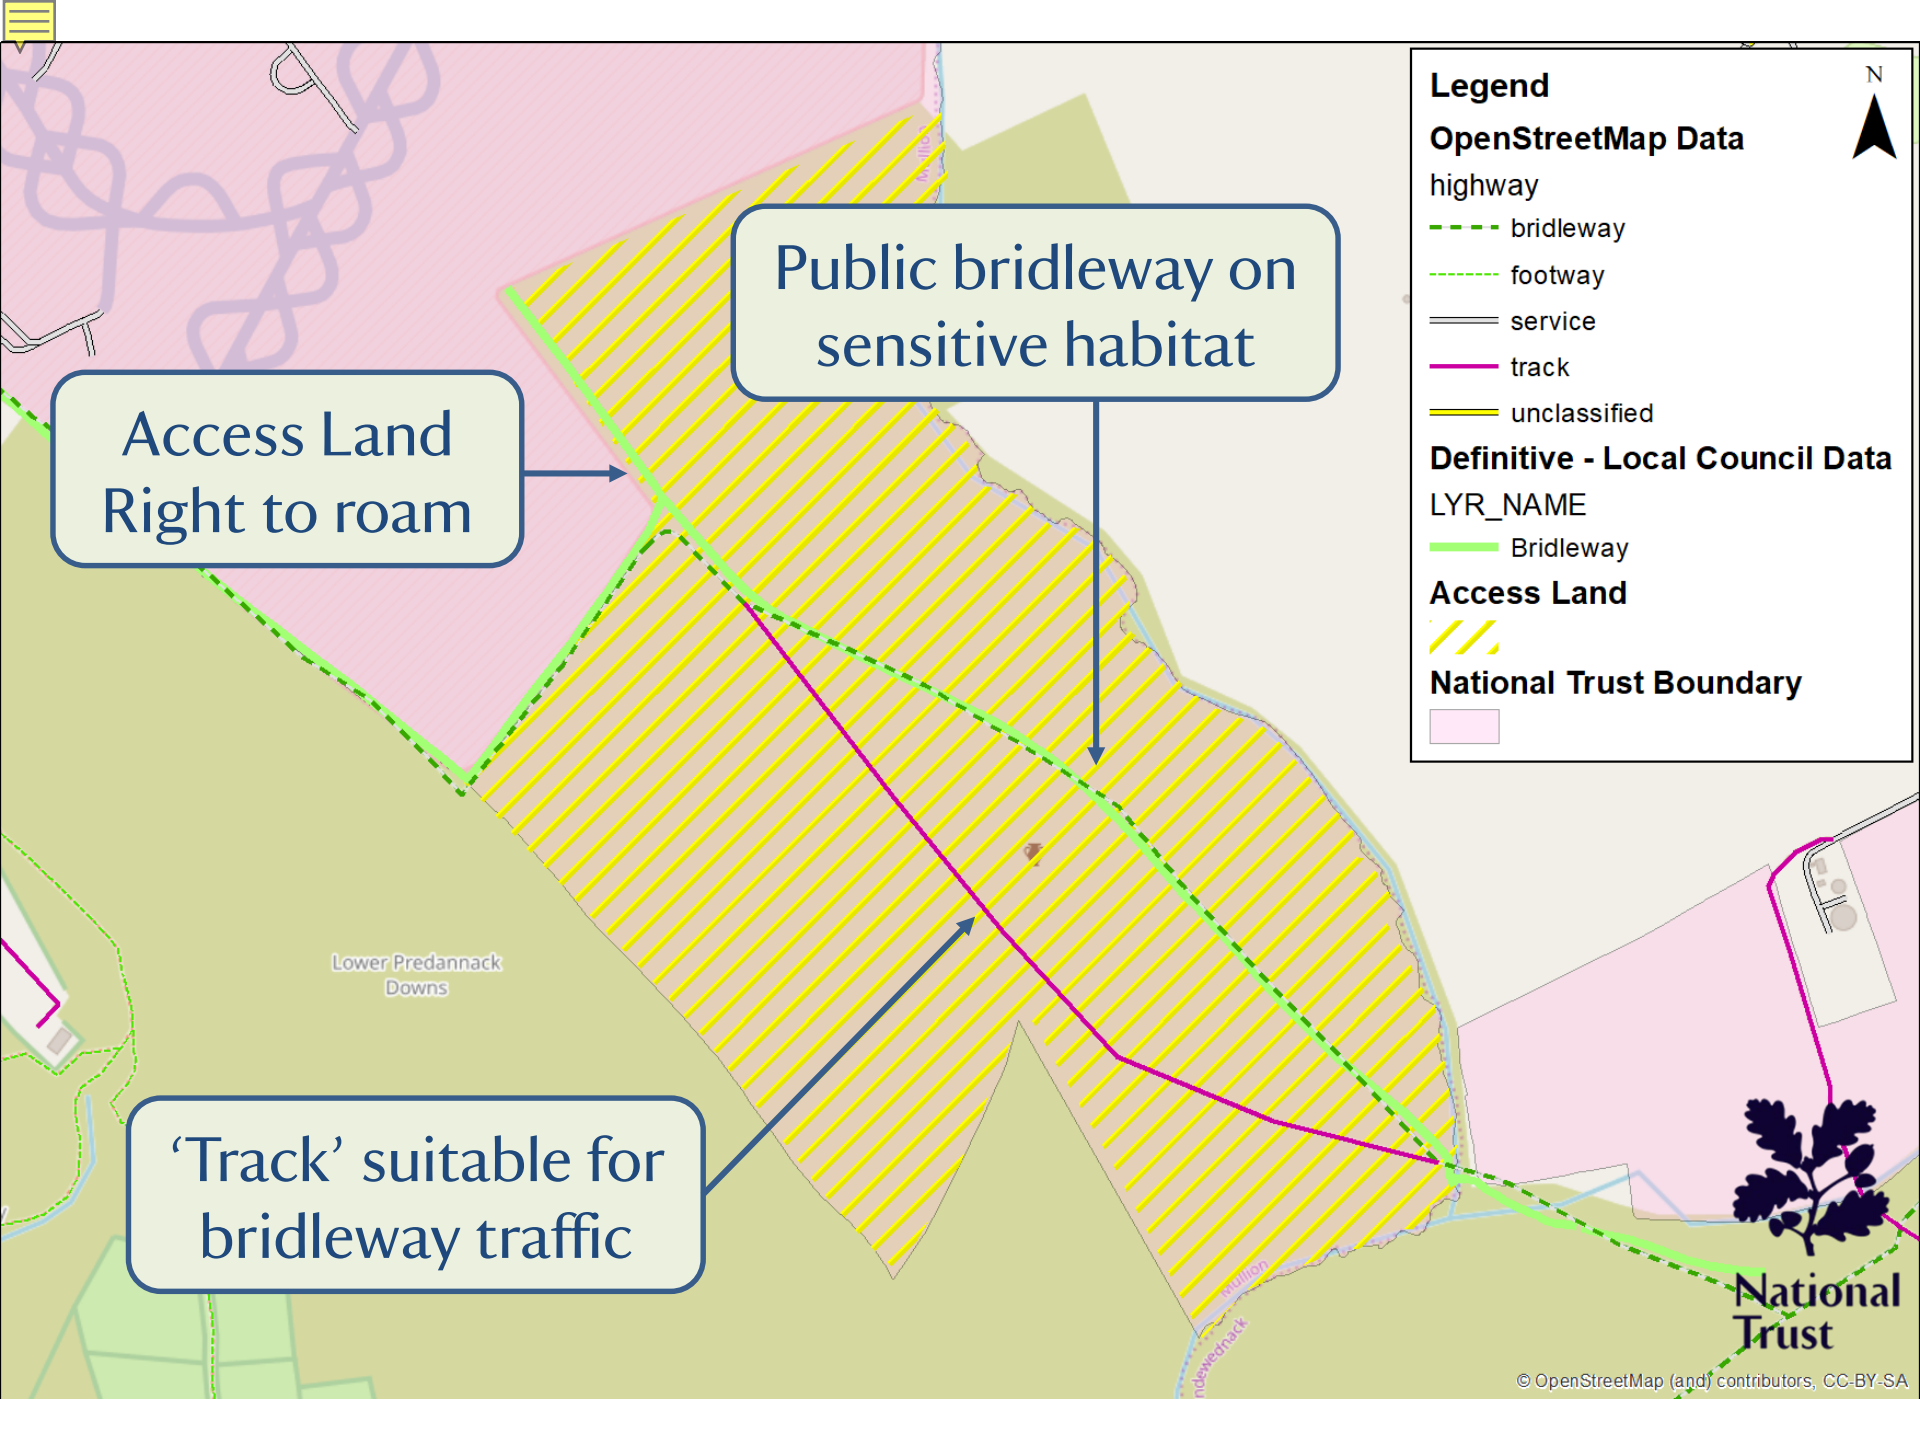 Legend
N
OpenStreetMap Data
highway
bridleway
footway
service
track
unclassified
Definitive - Local Council Data
LYR_NAME
Bridleway
Access Land
National Trust Boundary
Public bridleway on
sensitive habitat
Access Land
Right to roam
Lower Predannack
Downs
‘Track’ suitable for
bridleway traffic
Mullion
ndewednack
National
Trust
© OpenStreetMap (and) contributors, CC-BY-SA